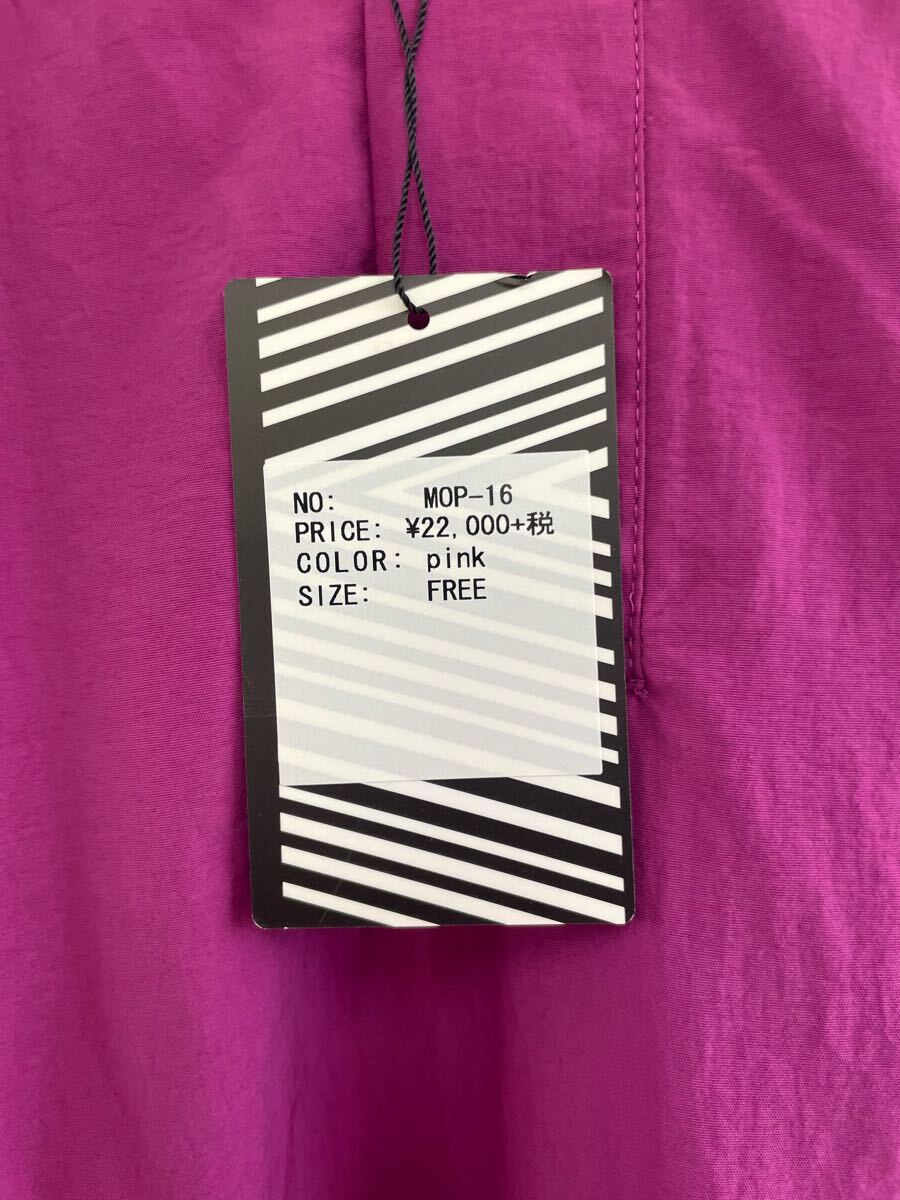 NO: MOP-16
PRICE: ¥22,000+税
COLOR: pink
SIZE: FREE